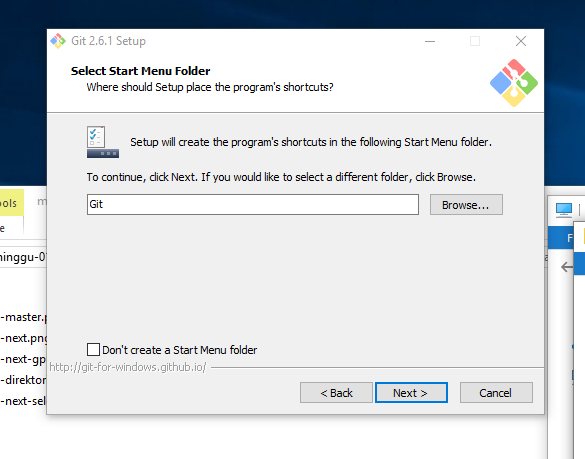 Git 2.6.1 Setup
Select Start Menu Folder
Where should Setup place the program's shortcuts?
Setup will create the program's shortcuts in the following Start Menu folder.
To continue, click Next. If you would like to select a different folder, click Browse.
Git
Browse...
Don't create a Start Menu folder
http://git-for-windows.github.io/
< Back
Next >
Cancel
ools
m
e
inggu-0
-master.p
-next.png
-next-gp
-direktor
-next-sel
F